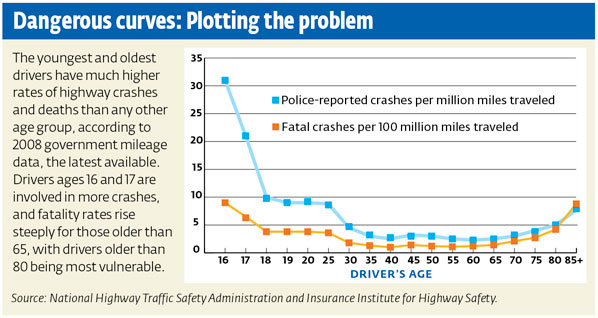 Dangerous curves: Plotting the problem
The youngest and oldest
drivers have much higher
rates of highway crashes
and deaths than any other
age group, according to
2008 government mileage
data, the latest available.
Drivers ages 16 and 17 are
involved in more crashes,
and fatality rates rise
steeply for those older than
65, with drivers older than
80 being most vulnerable.
35
30
25
20
15
10
5
0
Police-reported crashes per million miles traveled
Fatal crashes per 100 million miles traveled
16 17 18 19 20 25 30 35 40 45 50 55 60 65 70 75 80 85+
DRIVER'S AGE
Source: National Highway Traffic Safety Administration and Insurance Institute for Highway Safety.